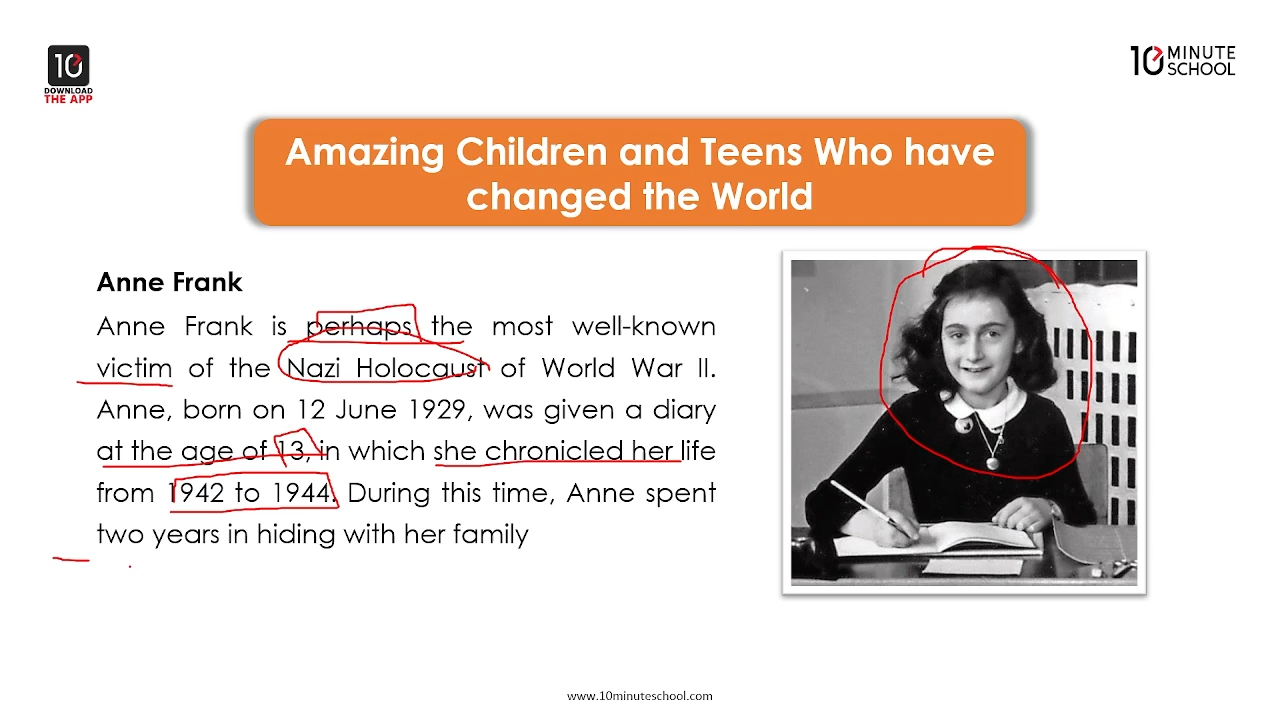 10
DOWNLOAD
THE APP
10 MINUTE
SCHOOL
Amazing Children and Teens Who have
changed the World
Anne Frank
Anne Frank is perhaps the most well-known
victim of the Nazi Holocaust of World War II.
Anne, born on 12 June 1929, was given a diary
at the age of 13, in which she chronicled her life
from 1942 to 1944. During this time, Anne spent
two years in hiding with her family
www.10minuteschool.com